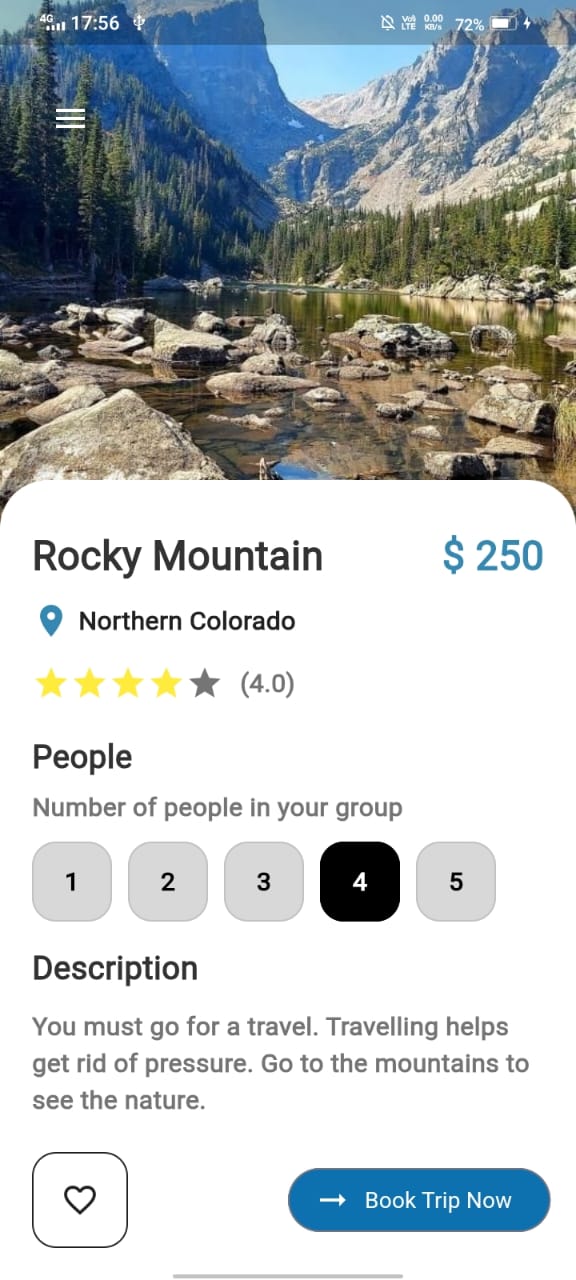 4G 17:56 Vo) LTE 0.00 KB/s 72%
Rocky Mountain $ 250
Northern Colorado
(4.0)
People
Number of people in your group
1 2 3 4 5
Description
You must go for a travel. Travelling helps
get rid of pressure. Go to the mountains to
see the nature.
Book Trip Now